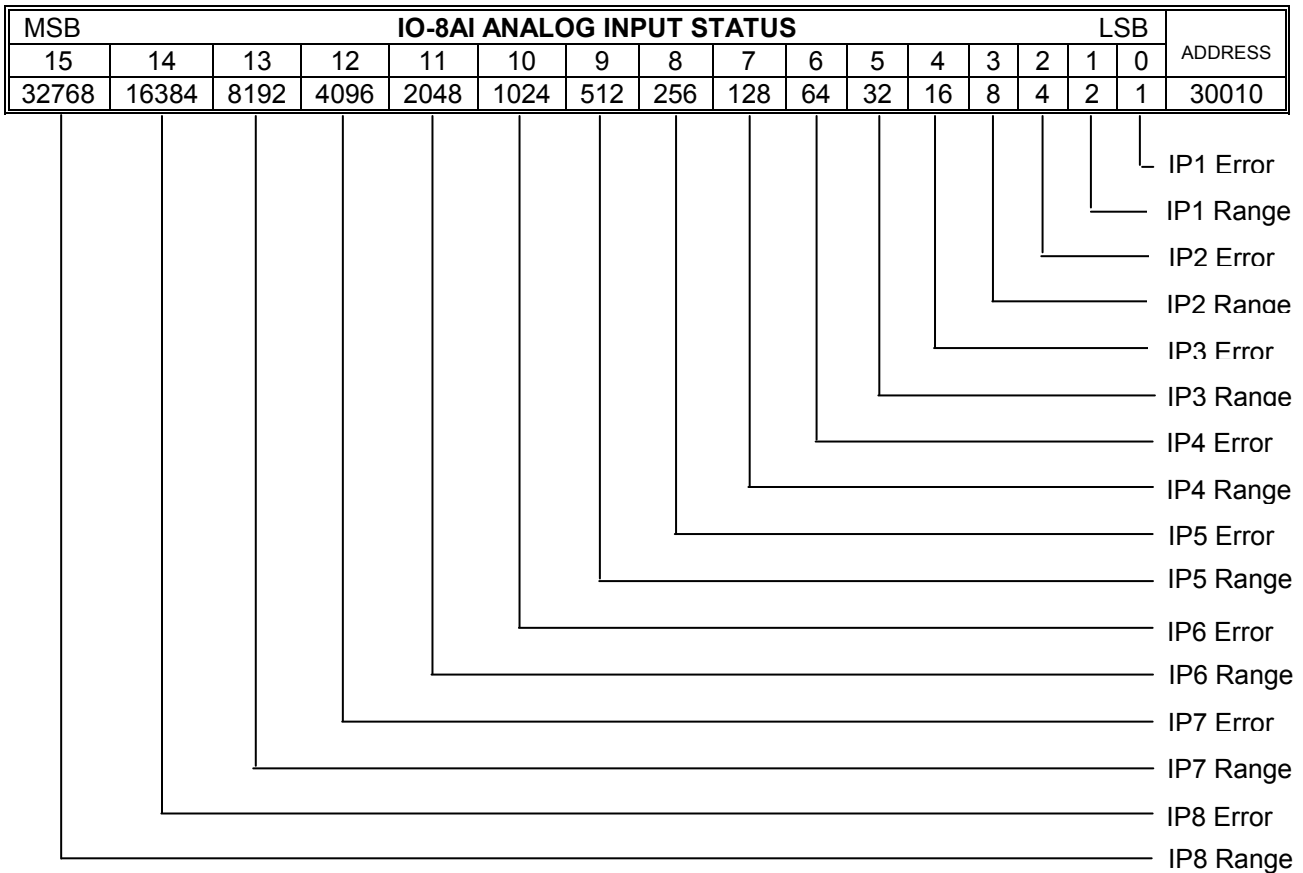 MSB IO-8AI ANALOG INPUT STATUS LSB ADDRESS
15 14 13 12 11 10 9 8 7 6 5 4 3 2 1 0
32768 16384 8192 4096 2048 1024 512 256 128 64 32 16 8 4 2 1 30010
IP1 Error
IP1 Range
IP2 Error
IP2 Range
IP3 Error
IP3 Range
IP4 Error
IP4 Range
IP5 Error
IP5 Range
IP6 Error
IP6 Range
IP7 Error
IP7 Range
IP8 Error
IP8 Range